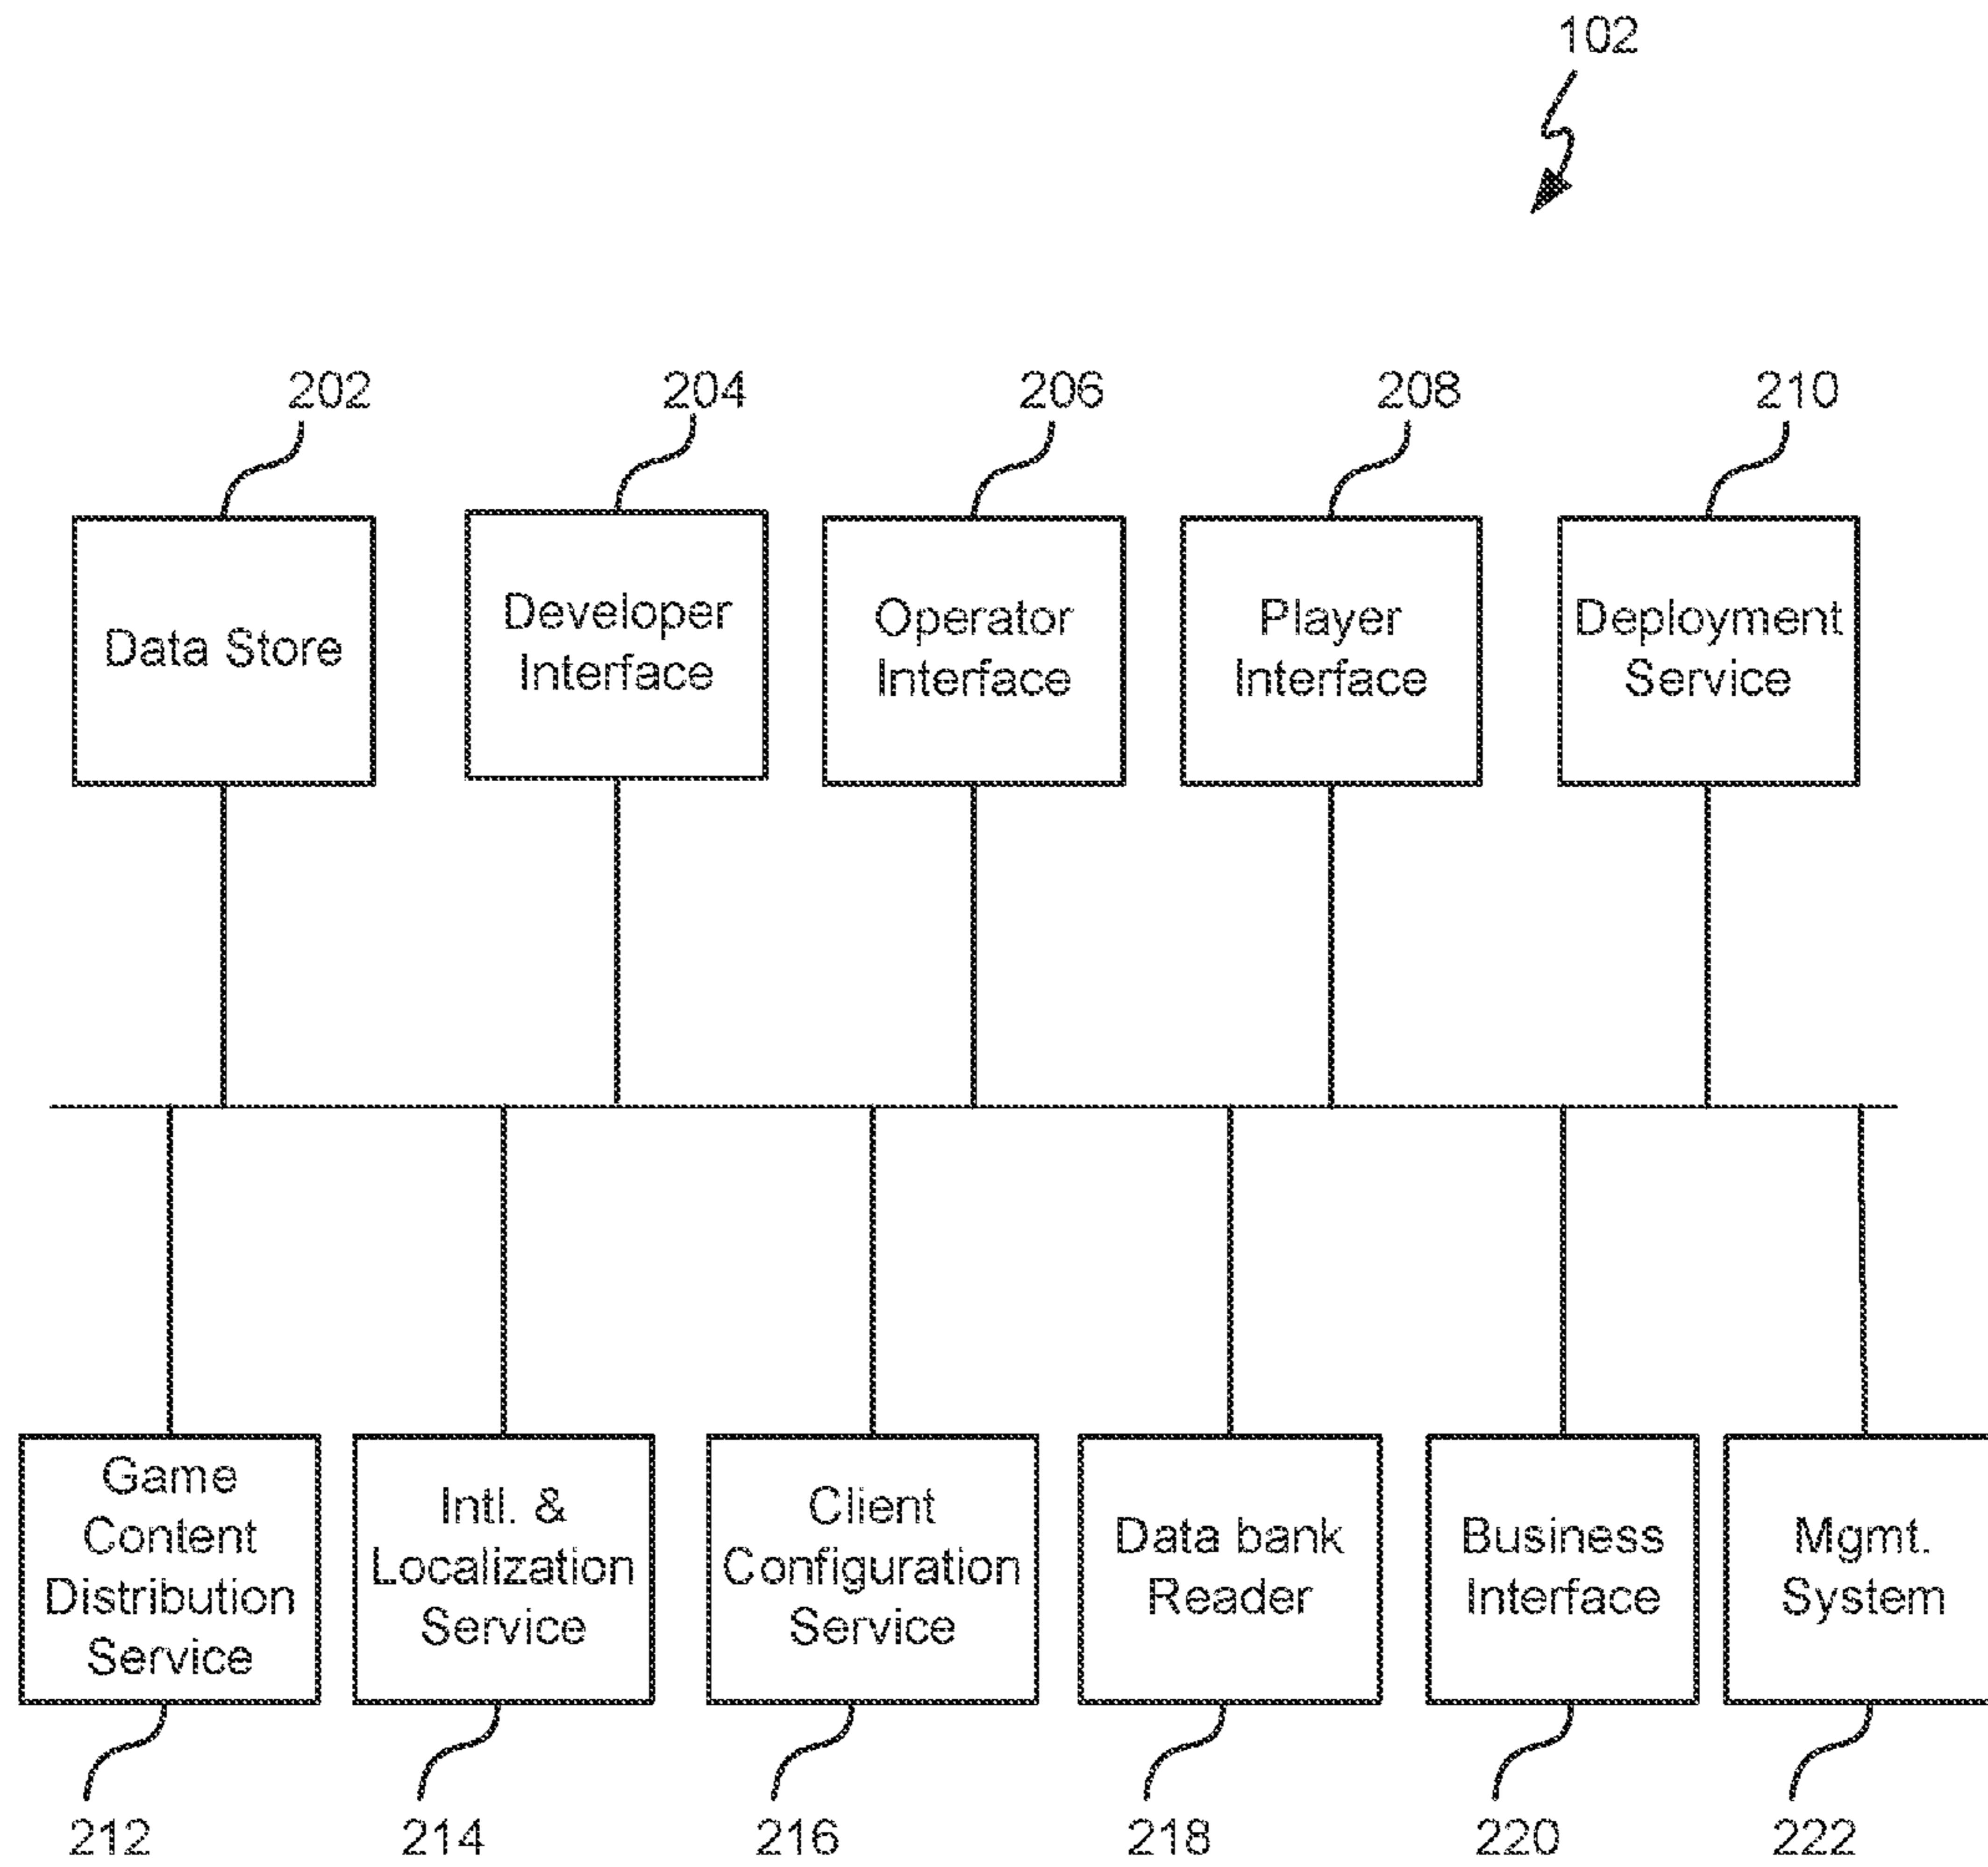 102
202
204
206
208
210
Data Store
Developer
Interface
Operator
Interface
Player
Interface
Deployment
Service
Game
Content
Distribution
Service
Intl. &
Localization
Service
Client
Configuration
Service
Data bank
Reader
Business
Interface
Mgmt.
System
212
214
216
218
220
222